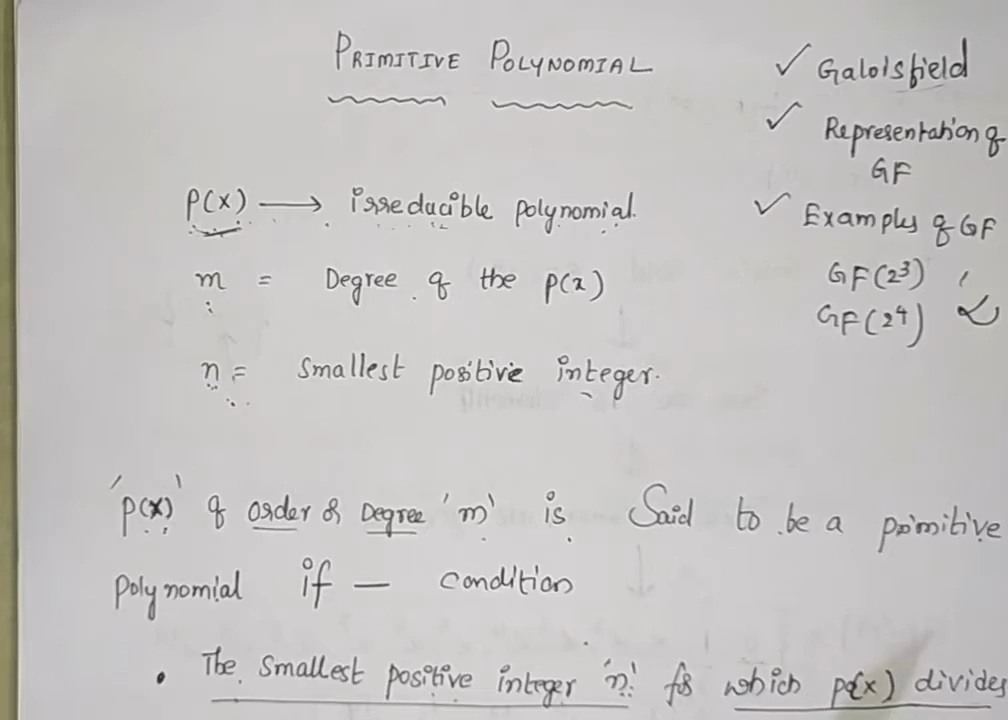 PRIMITIVE POLYNOMIAL
✓ Galoisfield
✓ Representation of
GF
✓ Examples of GF
GF(2³)
GF(2⁴)
P(x) → irreducible polynomial.
m = Degree of the p(x)
n = Smallest positive integer.
'p(x)' of order or Degree 'm' is Said to be a primitive
polynomial if — condition
• The smallest positive integer 'n' for which p(x) divides